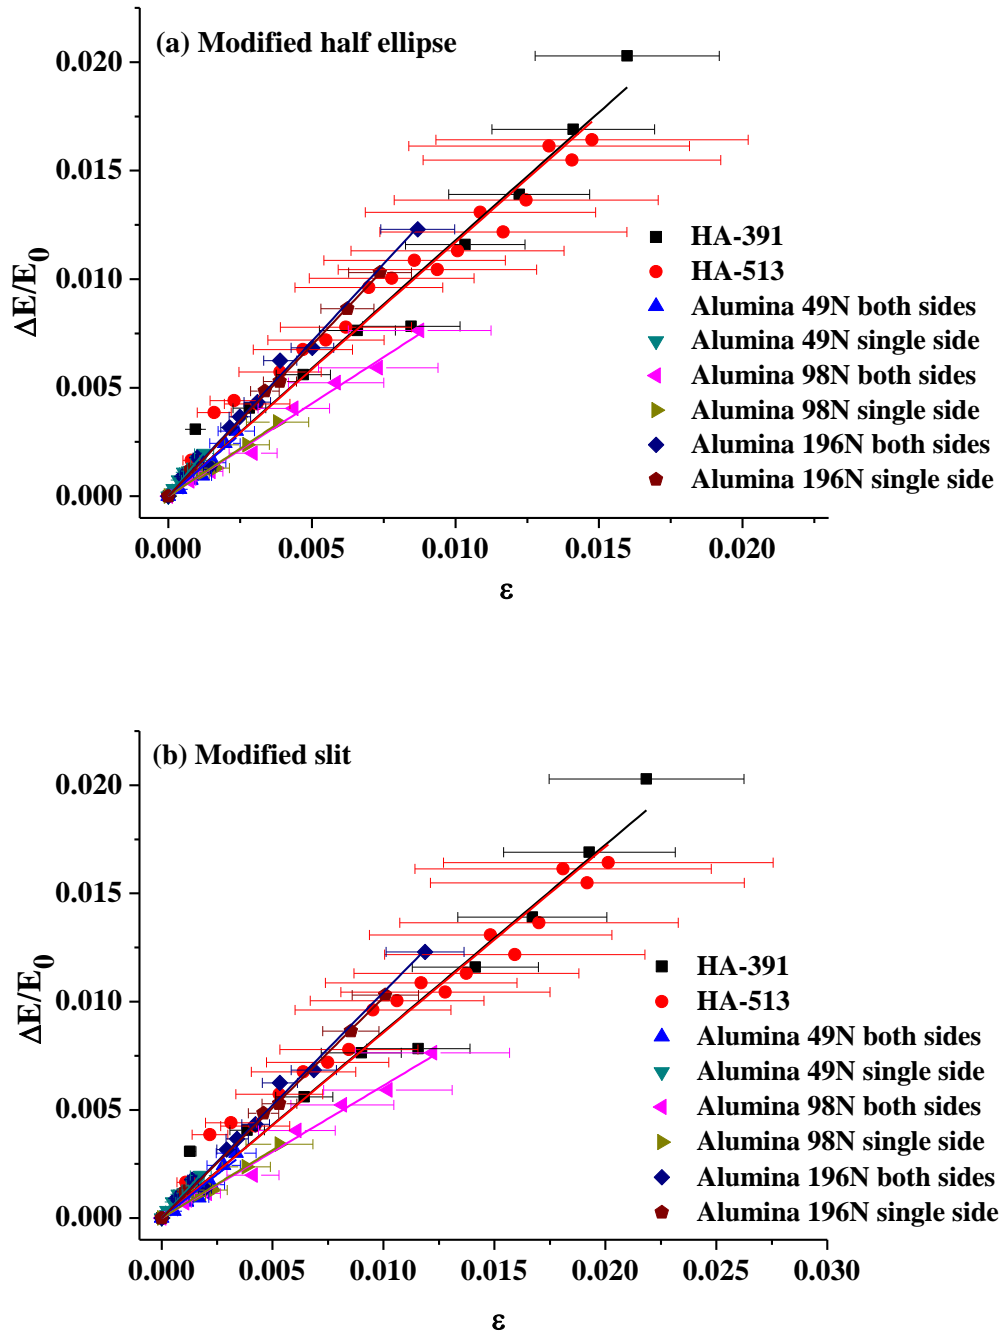 (a) Modified half ellipse
0.020
0.015
0.010
0.005
0.000
ΔE/E0
HA-391
HA-513
Alumina 49N both sides
Alumina 49N single side
Alumina 98N both sides
Alumina 98N single side
Alumina 196N both sides
Alumina 196N single side
0.000 0.005 0.010 0.015 0.020
ε
(b) Modified slit
0.020
0.015
0.010
0.005
0.000
ΔE/E0
HA-391
HA-513
Alumina 49N both sides
Alumina 49N single side
Alumina 98N both sides
Alumina 98N single side
Alumina 196N both sides
Alumina 196N single side
0.000 0.005 0.010 0.015 0.020 0.025 0.030
ε